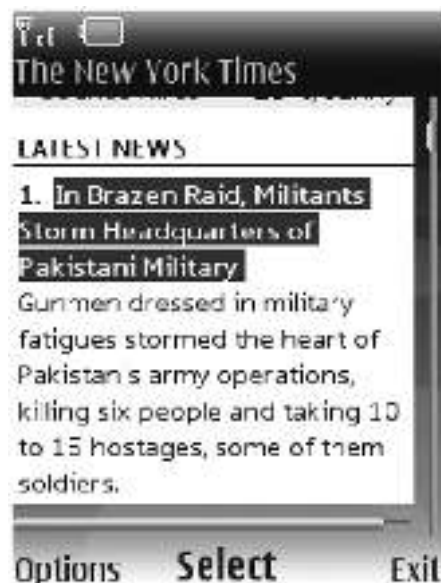 The New York Times
LATEST NEWS
1. In Brazen Raid, Militants
Storm Headquarters of
Pakistani Military
Gunmen dressed in military
fatigues stormed the heart of
Pakistan s army operations,
killing six people and taking 10
to 15 hostages, some of them
soldiers.
Options Select Exit